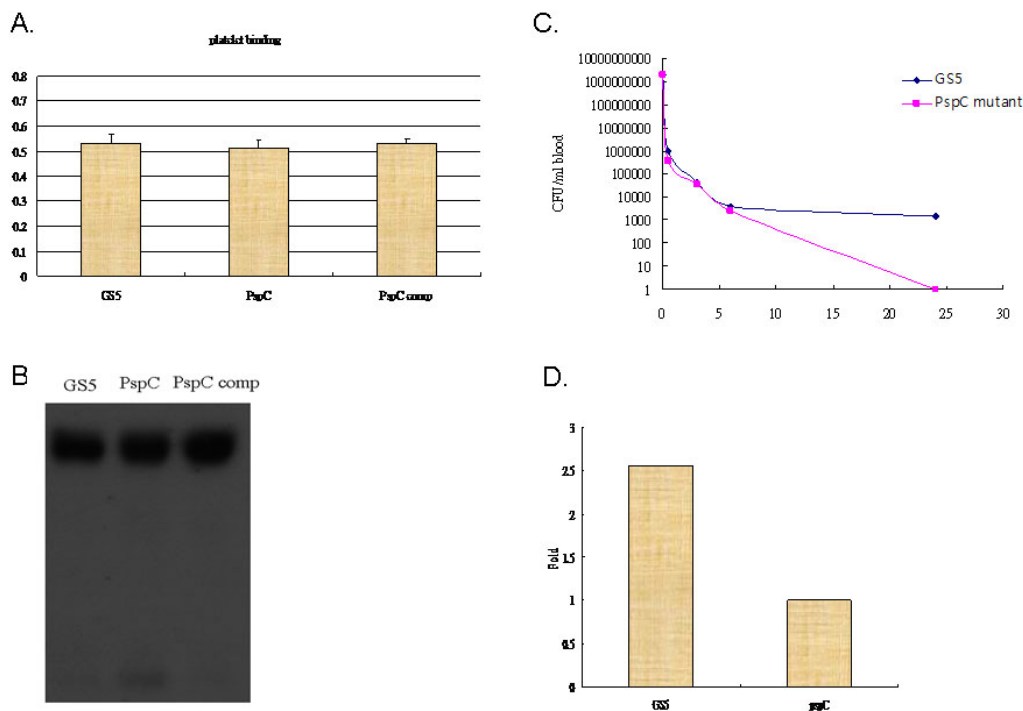 A.
platelet binding
0.8
0.7
0.6
0.5
0.4
0.3
0.2
0.1
0
GS5 PspC PspC comp
C.
10000000000
1000000000
100000000
10000000
1000000
100000
10000
1000
100
10
1
CFU/ml blood
0 5 10 15 20 25 30
GS5
PspC mutant
B.
GS5 PspC PspC comp
D.
3
2.5
2
1.5
1
0.5
0
Fold
GS5 pspC